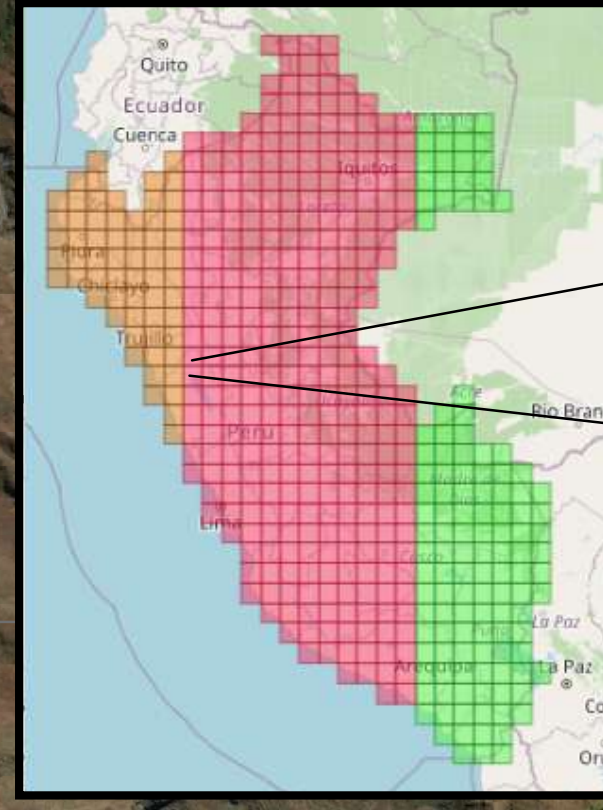 Quito
Ecuador
Cuenca
Iquitos
Piura
Chiclayo
Trujillo
Acre
Rio Bran
Peru
Lima
Cusco
La Paz
Puno
Arequipa
La Paz
Co
Or